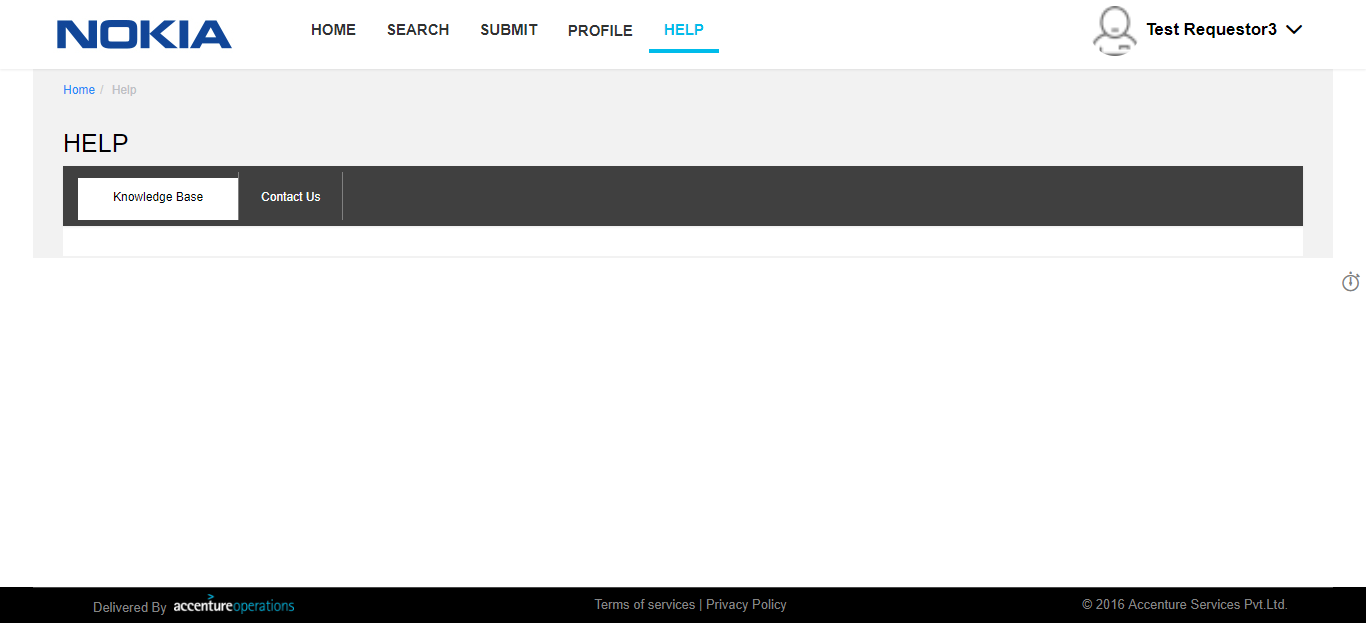 NOKIA HOME SEARCH SUBMIT PROFILE HELP Test Requestor3
Home / Help
HELP
Knowledge Base Contact Us
Delivered By accentureoperations Terms of services | Privacy Policy © 2016 Accenture Services Pvt.Ltd.